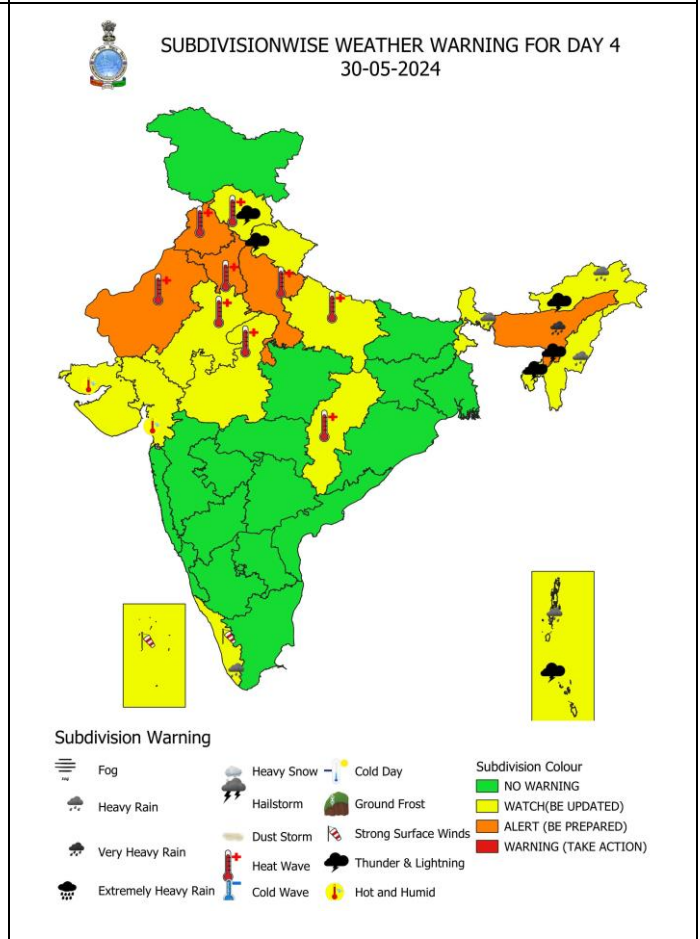 SUBDIVISIONWISE WEATHER WARNING FOR DAY 4
30-05-2024
Subdivision Warning
Fog
Heavy Rain
Very Heavy Rain
Extremely Heavy Rain
Heavy Snow
Hailstorm
Dust Storm
Heat Wave
Cold Wave
Cold Day
Ground Frost
Strong Surface Winds
Thunder & Lightning
Hot and Humid
Subdivision Colour
NO WARNING
WATCH(BE UPDATED)
ALERT (BE PREPARED)
WARNING (TAKE ACTION)